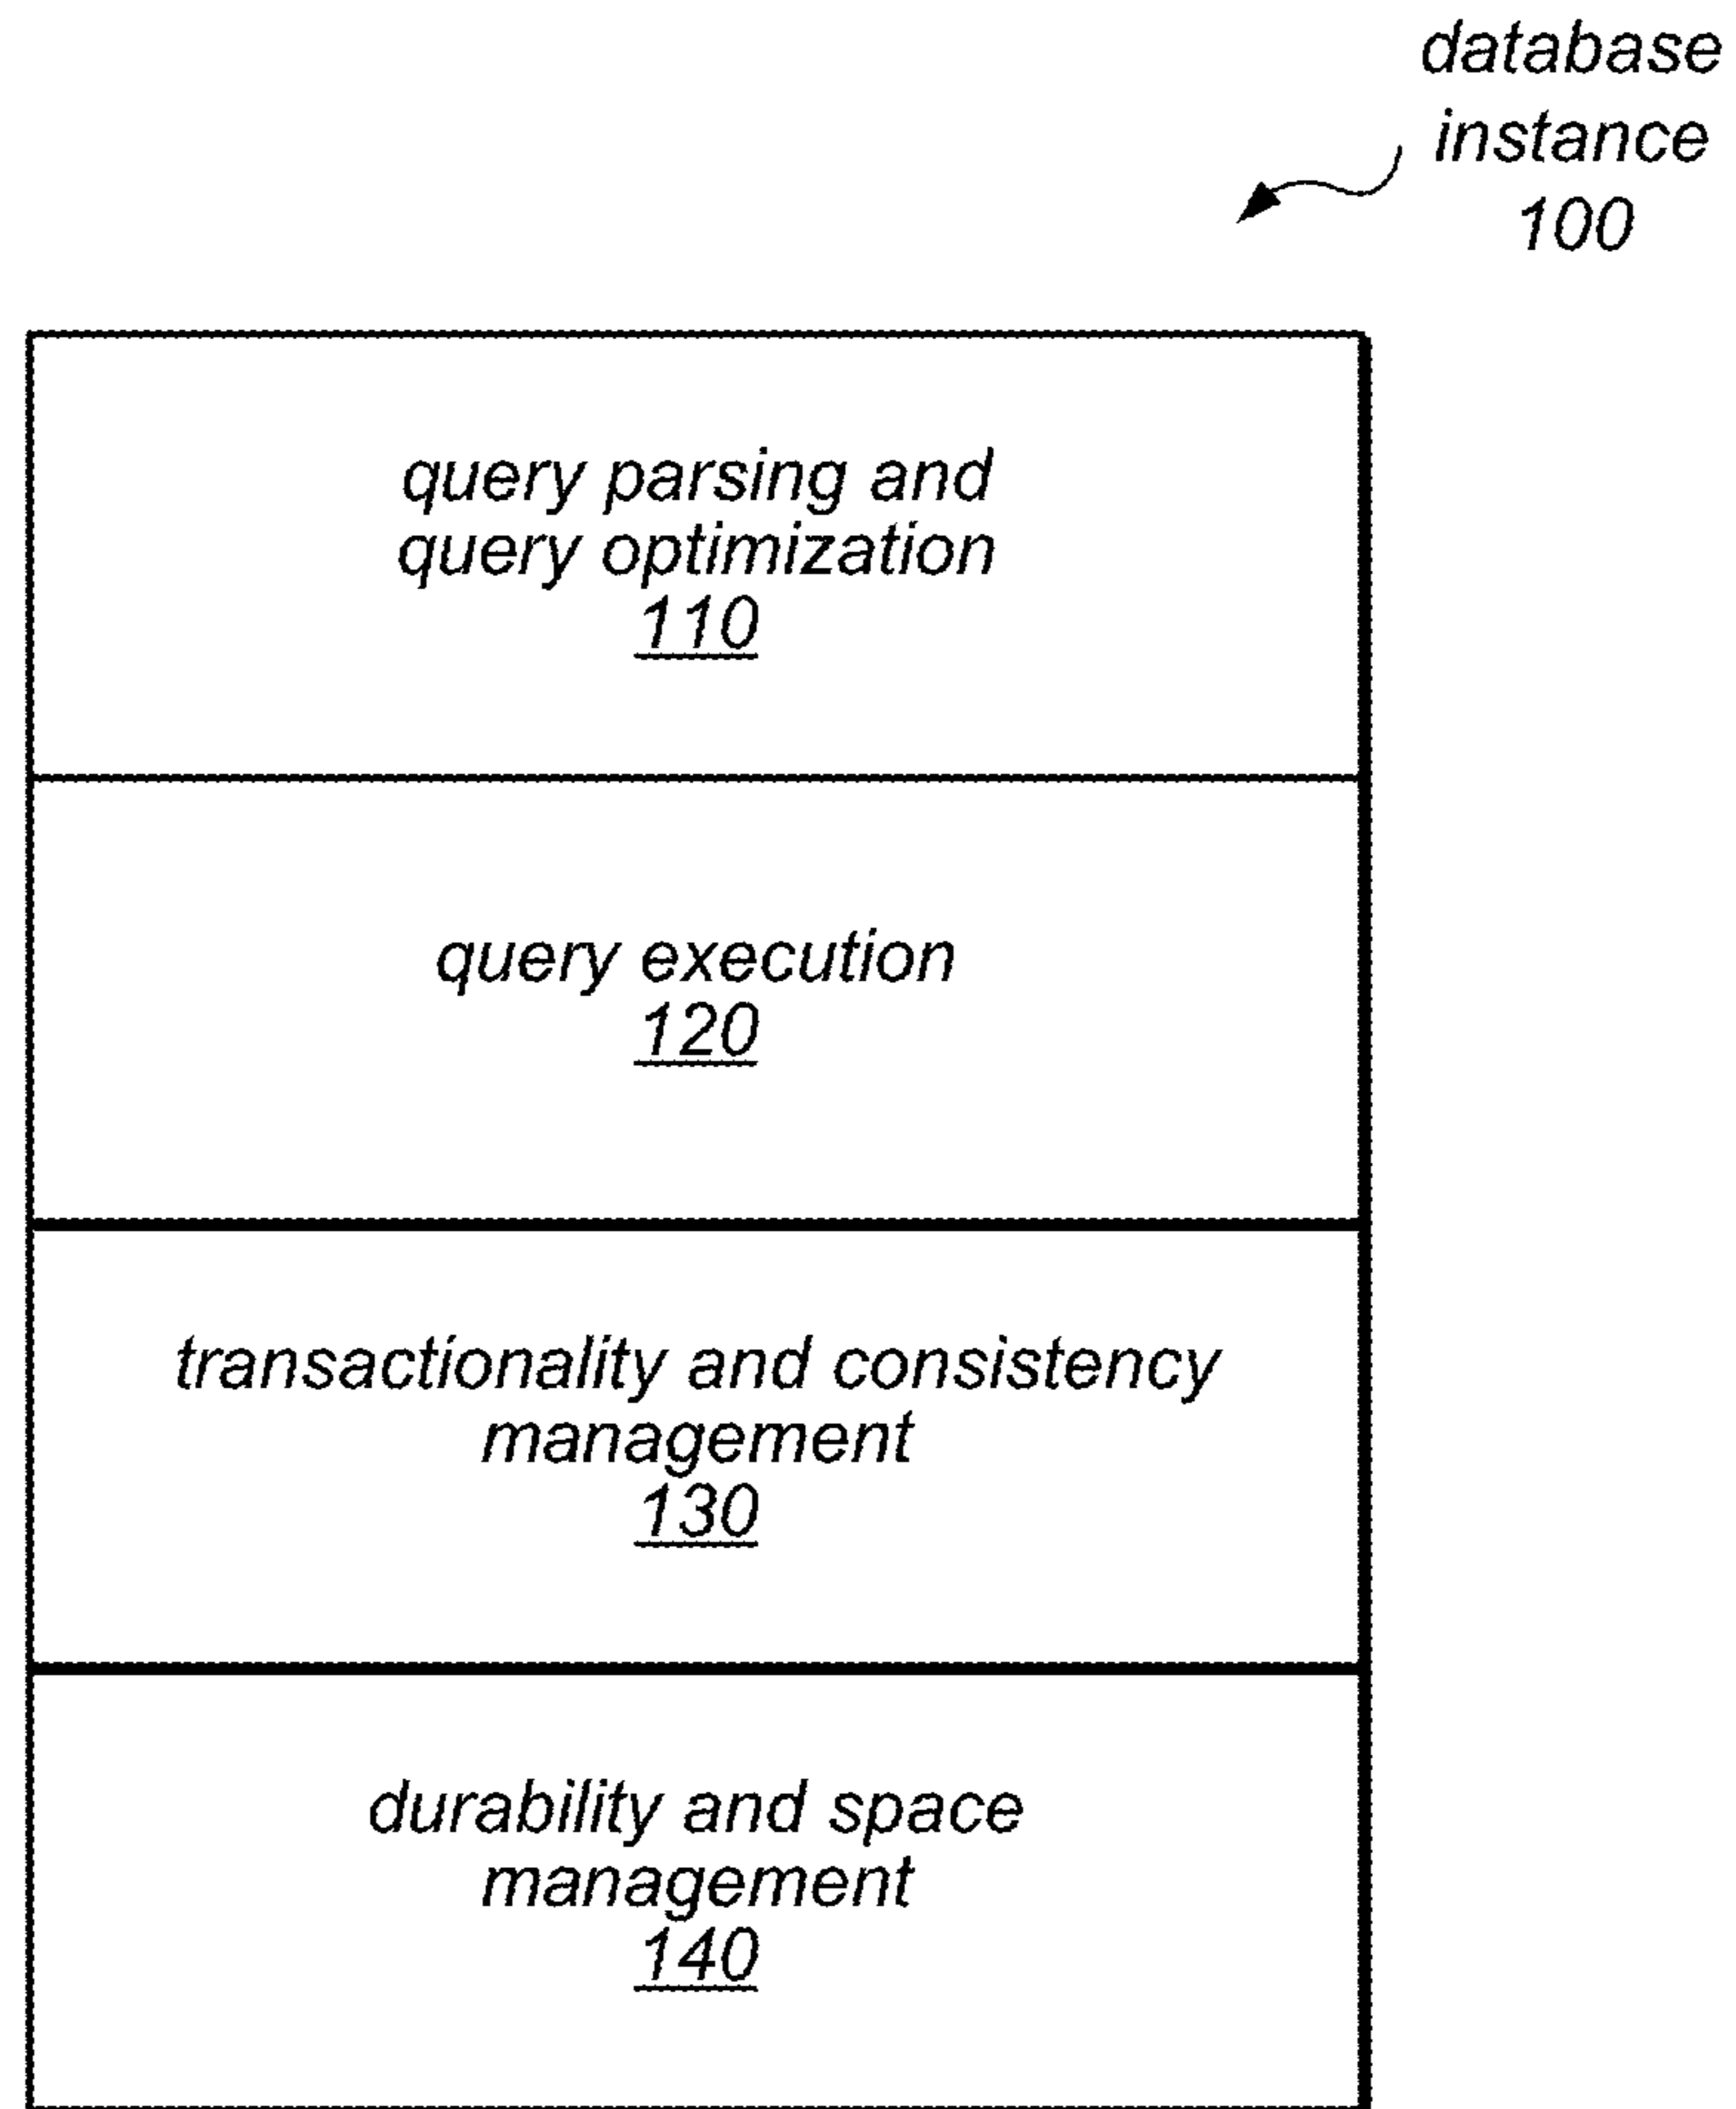 database
instance
100
query parsing and
query optimization
110
query execution
120
transactionality and consistency
management
130
durability and space
management
140